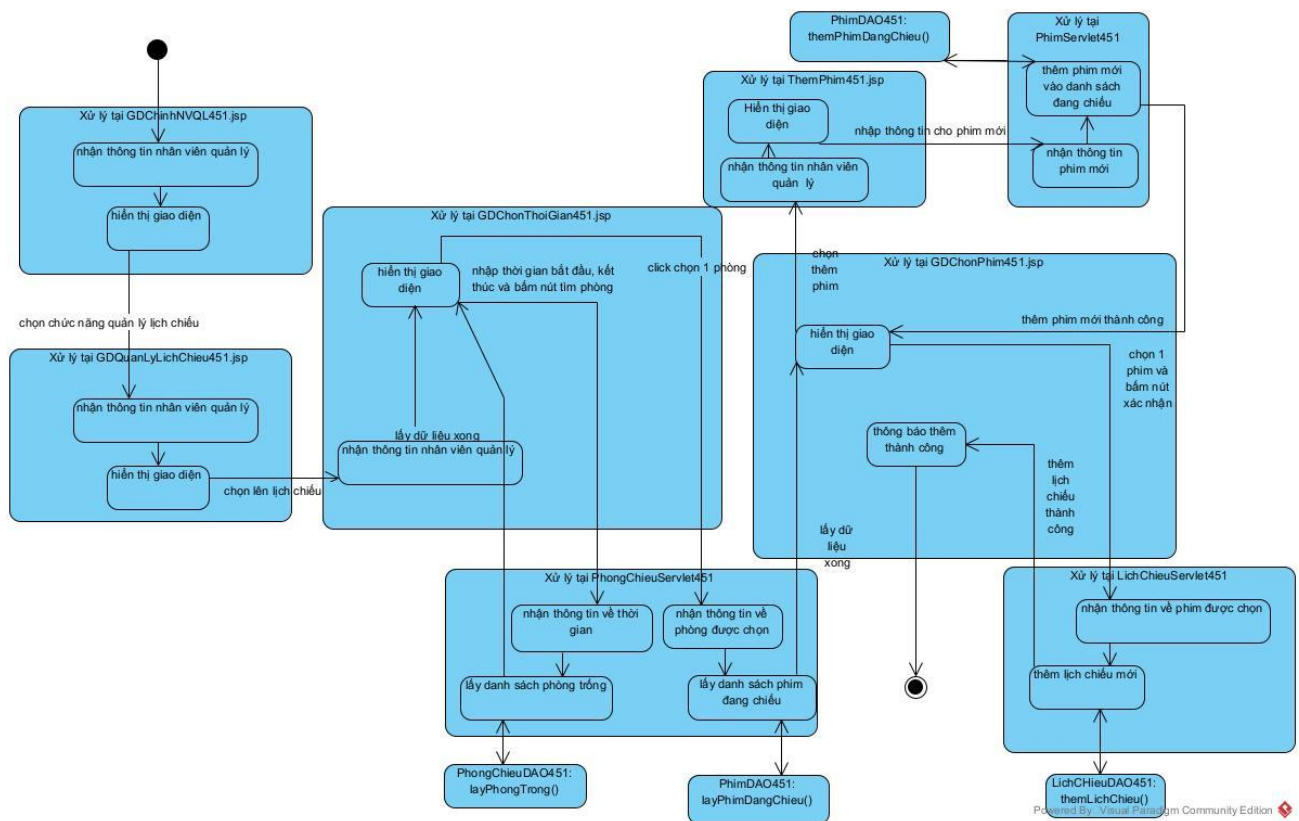 PhimDAO451:
themPhimDangChieu()
Xử lý tại
PhimServlet451
thêm phim mới
vào danh sách
đang chiếu
nhận thông tin
phim mới
Xử lý tại ThemPhim451.jsp
Hiển thị giao
diện
nhập thông tin cho phim mới
nhận thông tin nhân viên
quản lý
Xử lý tại GDChinhNVQL451.jsp
nhận thông tin nhân viên quản lý
hiển thị giao diện
chọn chức năng quản lý lịch chiếu
Xử lý tại GDQuanLyLichChieu451.jsp
nhận thông tin nhân viên quản lý
hiển thị giao diện
chọn lên lịch chiếu
Xử lý tại GDChonThoiGian451.jsp
hiển thị giao
diện
nhập thời gian bắt đầu, kết
thúc và bấm nút tìm phòng
click chọn 1 phòng
lấy dữ liệu xong
nhận thông tin nhân viên quản lý
chọn
thêm
phim
Xử lý tại GDChonPhim451.jsp
thêm phim mới thành công
hiển thị giao
diện
chọn 1
phim và
bấm nút
xác nhận
thông báo thêm
thành công
thêm
lịch
chiếu
thành
công
lấy dữ
liệu
xong
Xử lý tại PhongChieuServlet451
nhận thông tin về thời
gian
nhận thông tin về
phòng được chọn
lấy danh sách phòng trống
lấy danh sách phim
đang chiếu
Xử lý tại LichChieuServlet451
nhận thông tin về phim được chọn
thêm lịch chiếu mới
PhongChieuDAO451:
layPhongTrong()
PhimDAO451:
layPhimDangChieu()
LichCHieuDAO451:
themLichChieu()
Powered By Visual Paradigm Community Edition